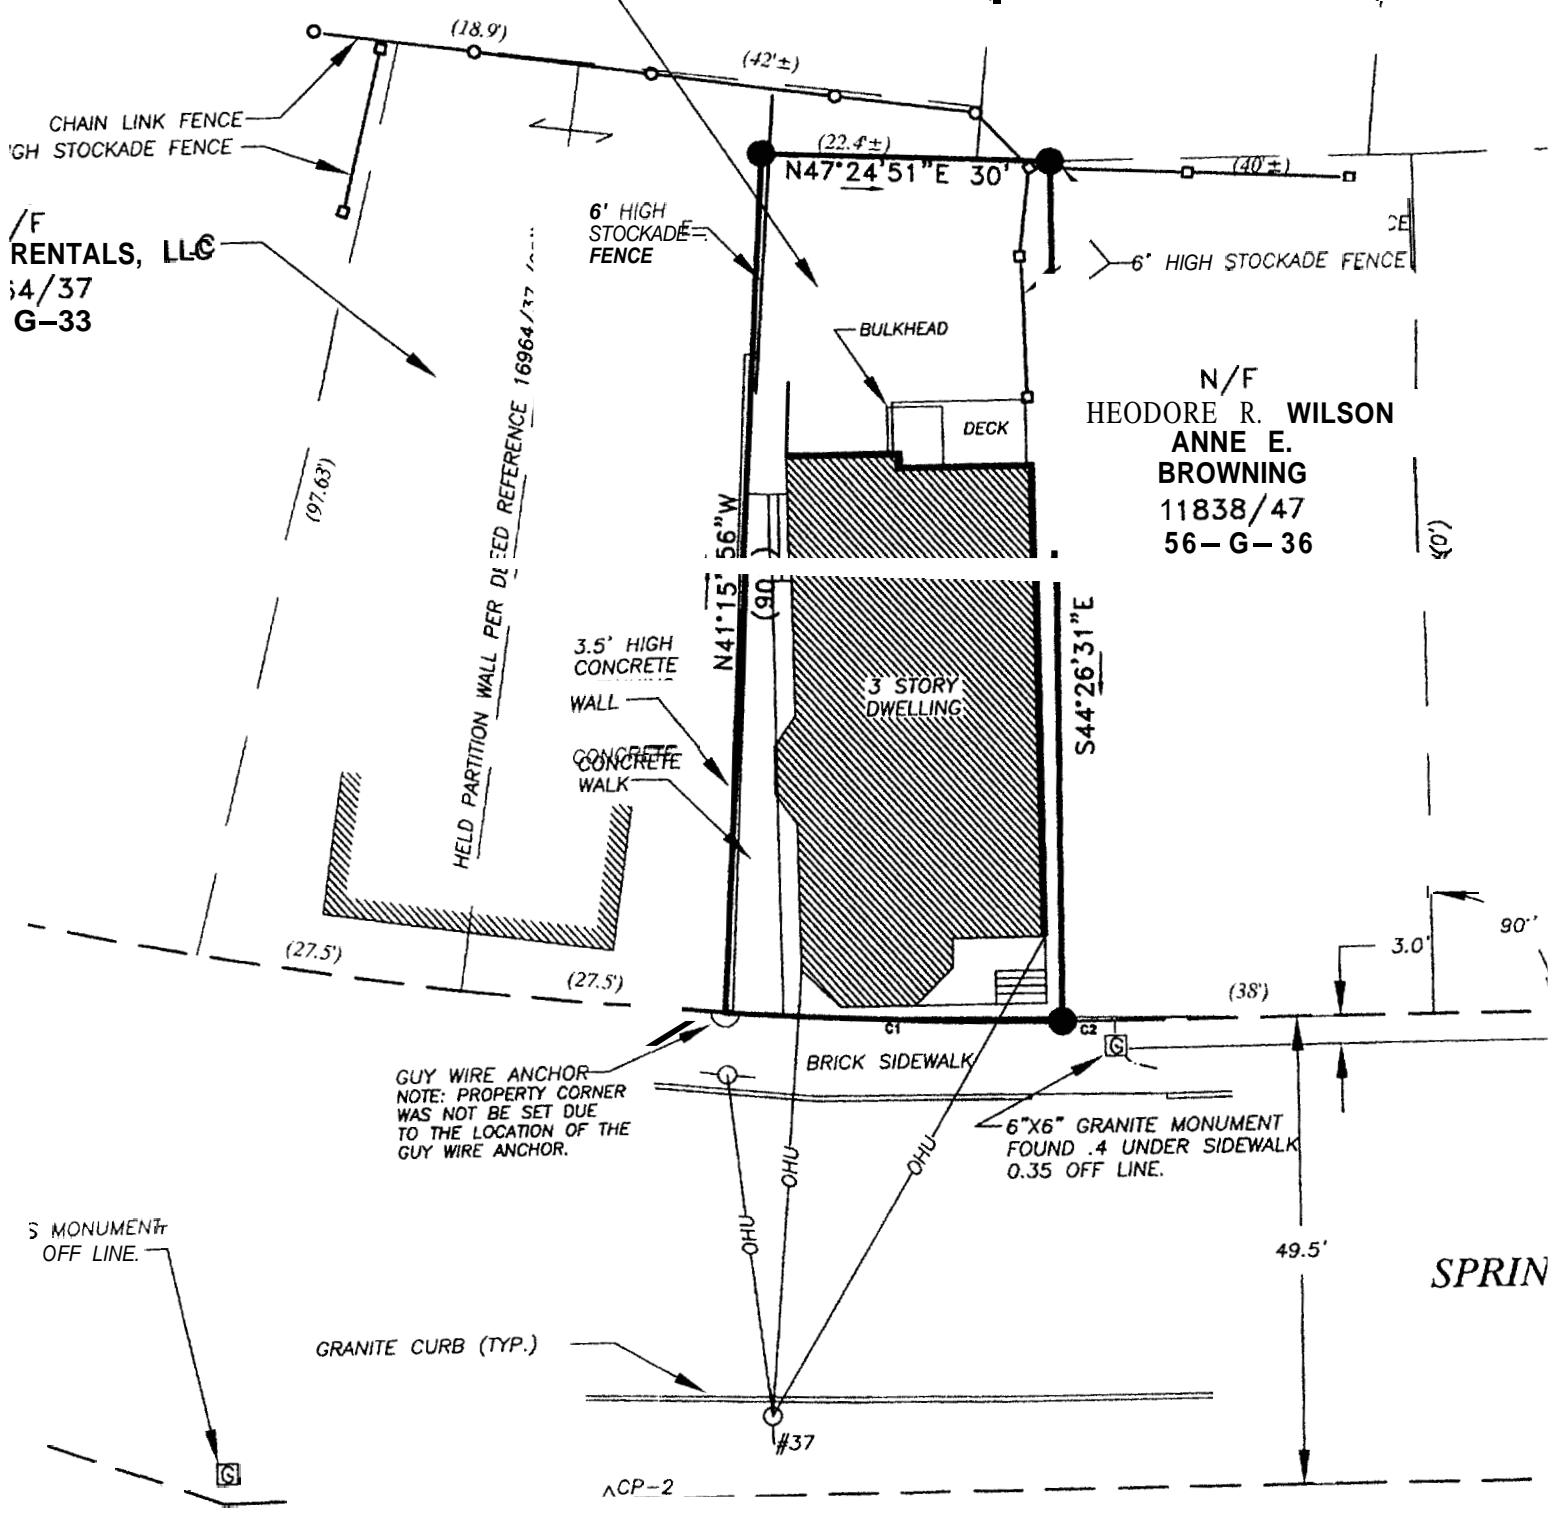 (18.9')
(42'±)
CHAIN LINK FENCE
'GH STOCKADE FENCE
(22.4'±)
N47°24'51"E 30'
(40'±)
/F
RENTALS, LLC
54/37
G-33
6' HIGH
STOCKADE
FENCE
CE
6' HIGH STOCKADE FENCE
BULKHEAD
DECK
N/F
HEODORE R. WILSON
ANNE E.
BROWNING
11838/47
56-G-36
(97.63')
HELD PARTITION WALL PER DEED REFERENCE 16964/37
N41°15'56"W
(90')
3.5' HIGH
CONCRETE
WALL
CONCRETE
CONCRETE
WALK
3 STORY
DWELLING
S44°26'31"E
(27.5')
(27.5')
3.0'
90'
(38')
C1
C2
G
BRICK SIDEWALK
GUY WIRE ANCHOR
NOTE: PROPERTY CORNER
WAS NOT BE SET DUE
TO THE LOCATION OF THE
GUY WIRE ANCHOR.
6"X6" GRANITE MONUMENT
FOUND .4 UNDER SIDEWALK
0.35 OFF LINE.
OHU
OHU
OHU
S MONUMENT
OFF LINE.
49.5'
SPRIN
GRANITE CURB (TYP.)
#37
G
CP-2